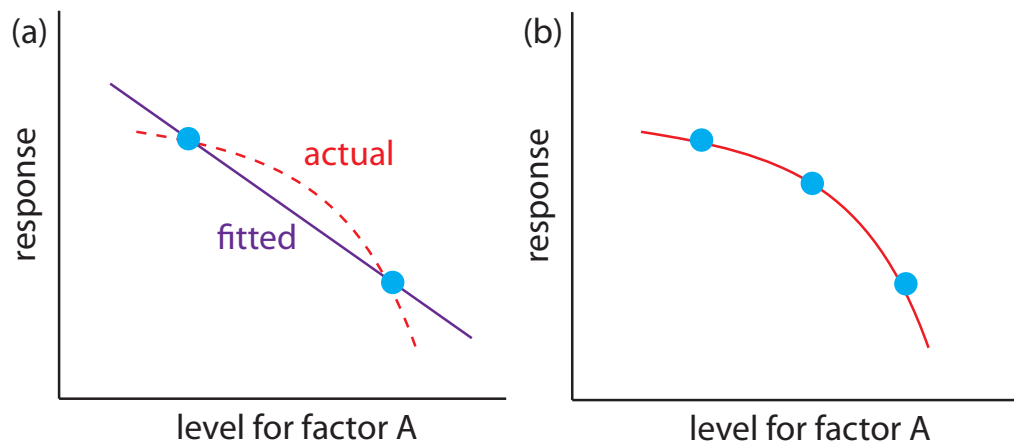 (a)
response
actual
fitted
level for factor A
(b)
response
level for factor A